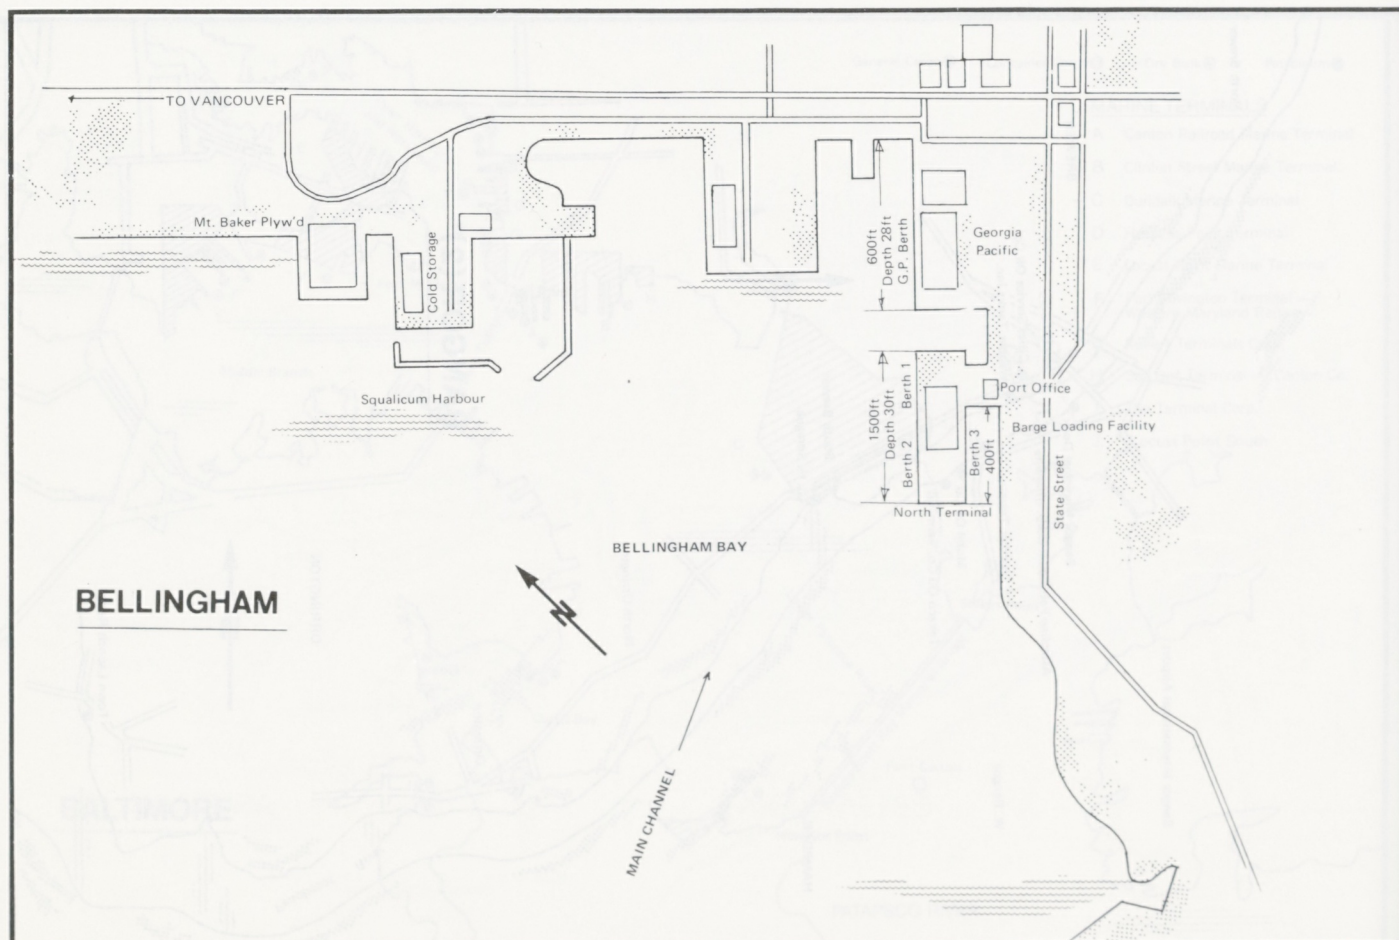 TO VANCOUVER
Mt. Baker Plyw'd
Cold Storage
Squalicum Harbour
600ft
Depth 28ft
G.P. Berth
Georgia
Pacific
1500ft
Depth 30ft
Berth 1
Berth 2
Berth 3
400ft
Port Office
Barge Loading Facility
State Street
North Terminal
BELLINGHAM BAY
N
BELLINGHAM
MAIN CHANNEL
BALTIMORE